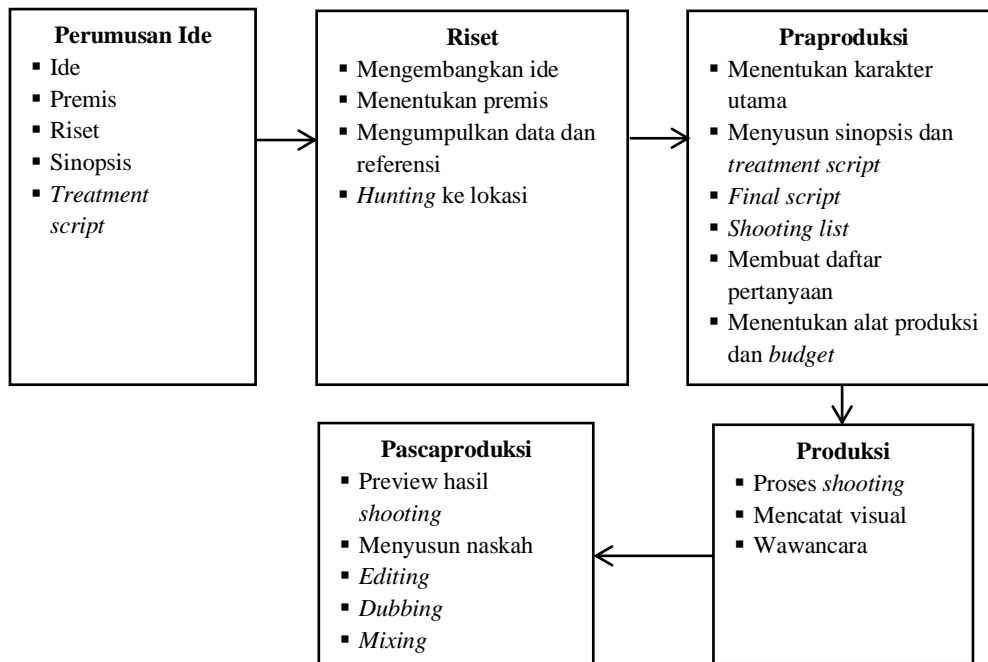 Perumusan Ide
▪ Ide
▪ Premis
▪ Riset
▪ Sinopsis
▪ Treatment
script
Riset
▪ Mengembangkan ide
▪ Menentukan premis
▪ Mengumpulkan data dan
referensi
▪ Hunting ke lokasi
Praproduksi
▪ Menentukan karakter
utama
▪ Menyusun sinopsis dan
treatment script
▪ Final script
▪ Shooting list
▪ Membuat daftar
pertanyaan
▪ Menentukan alat produksi
dan budget
Produksi
▪ Proses shooting
▪ Mencatat visual
▪ Wawancara
Pascaproduksi
▪ Preview hasil
shooting
▪ Menyusun naskah
▪ Editing
▪ Dubbing
▪ Mixing